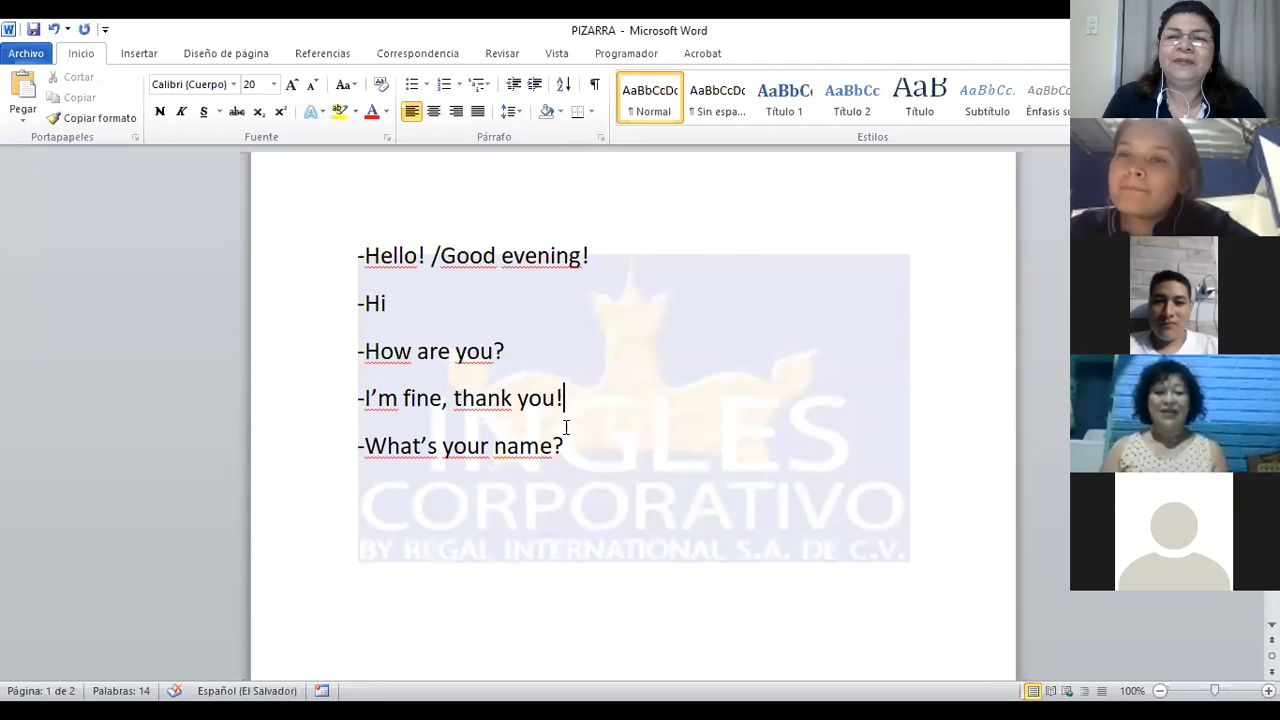 PIZARRA - Microsoft Word
Archivo Inicio Insertar Diseño de página Referencias Correspondencia Revisar Vista Programador Acrobat
Pegar
Cortar
Copiar
Copiar formato
Portapapeles
Calibri (Cuerpo) 20
Fuente
Párrafo
AaBbCcDc AaBbCcDc AaBbC( AaBbCc AaB AaBbCc. AaBbCcDc
¶ Normal ¶ Sin espa... Título 1 Título 2 Título Subtítulo Énfasis su
Estilos
-Hello! /Good evening!
-Hi
-How are you?
-I’m fine, thank you!
-What’s your name?
INGLES
CORPORATIVO
BY REGAL INTERNATIONAL S.A. DE C.V.
Página: 1 de 2 Palabras: 14 Español (El Salvador) 100%